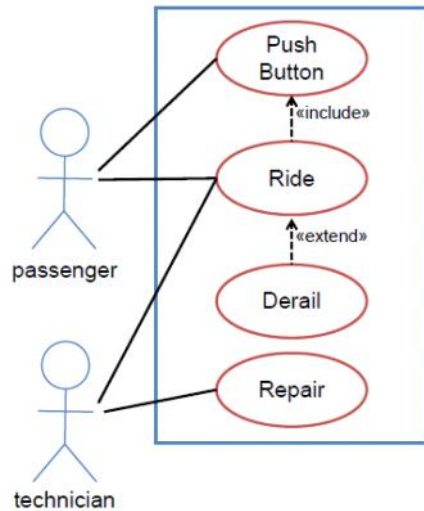 Push
Button
«include»
Ride
passenger
«extend»
Derail
Repair
technician